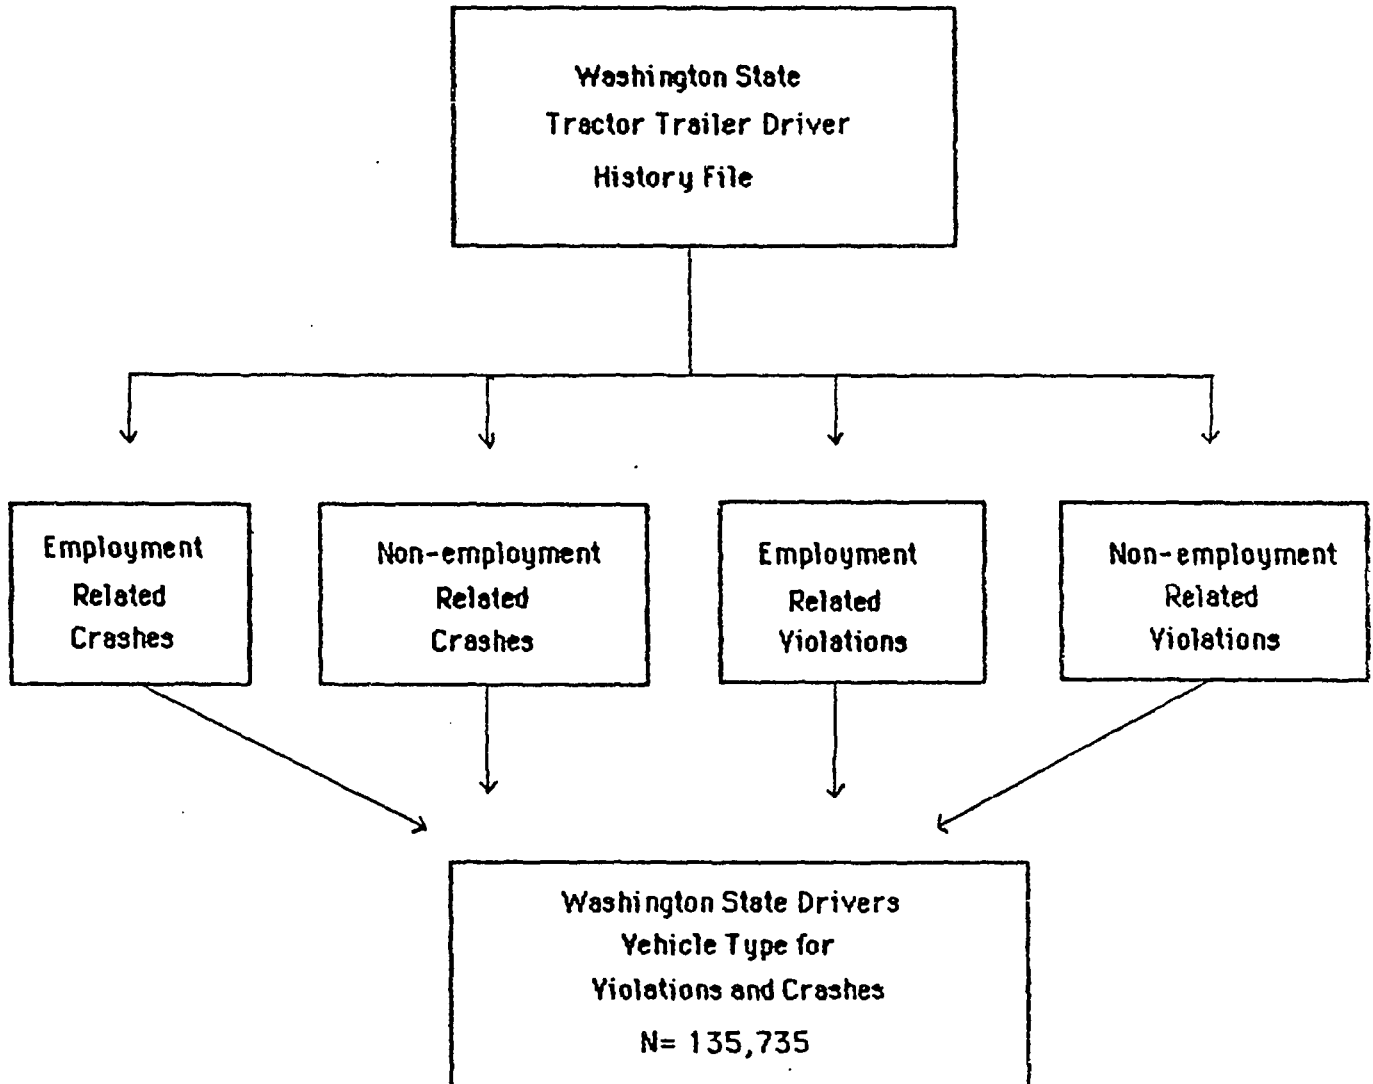 Washington State
Tractor Trailer Driver
History File
Employment
Related
Crashes
Non-employment
Related
Crashes
Employment
Related
Violations
Non-employment
Related
Violations
Washington State Drivers
Vehicle Type for
Violations and Crashes
N= 135,735